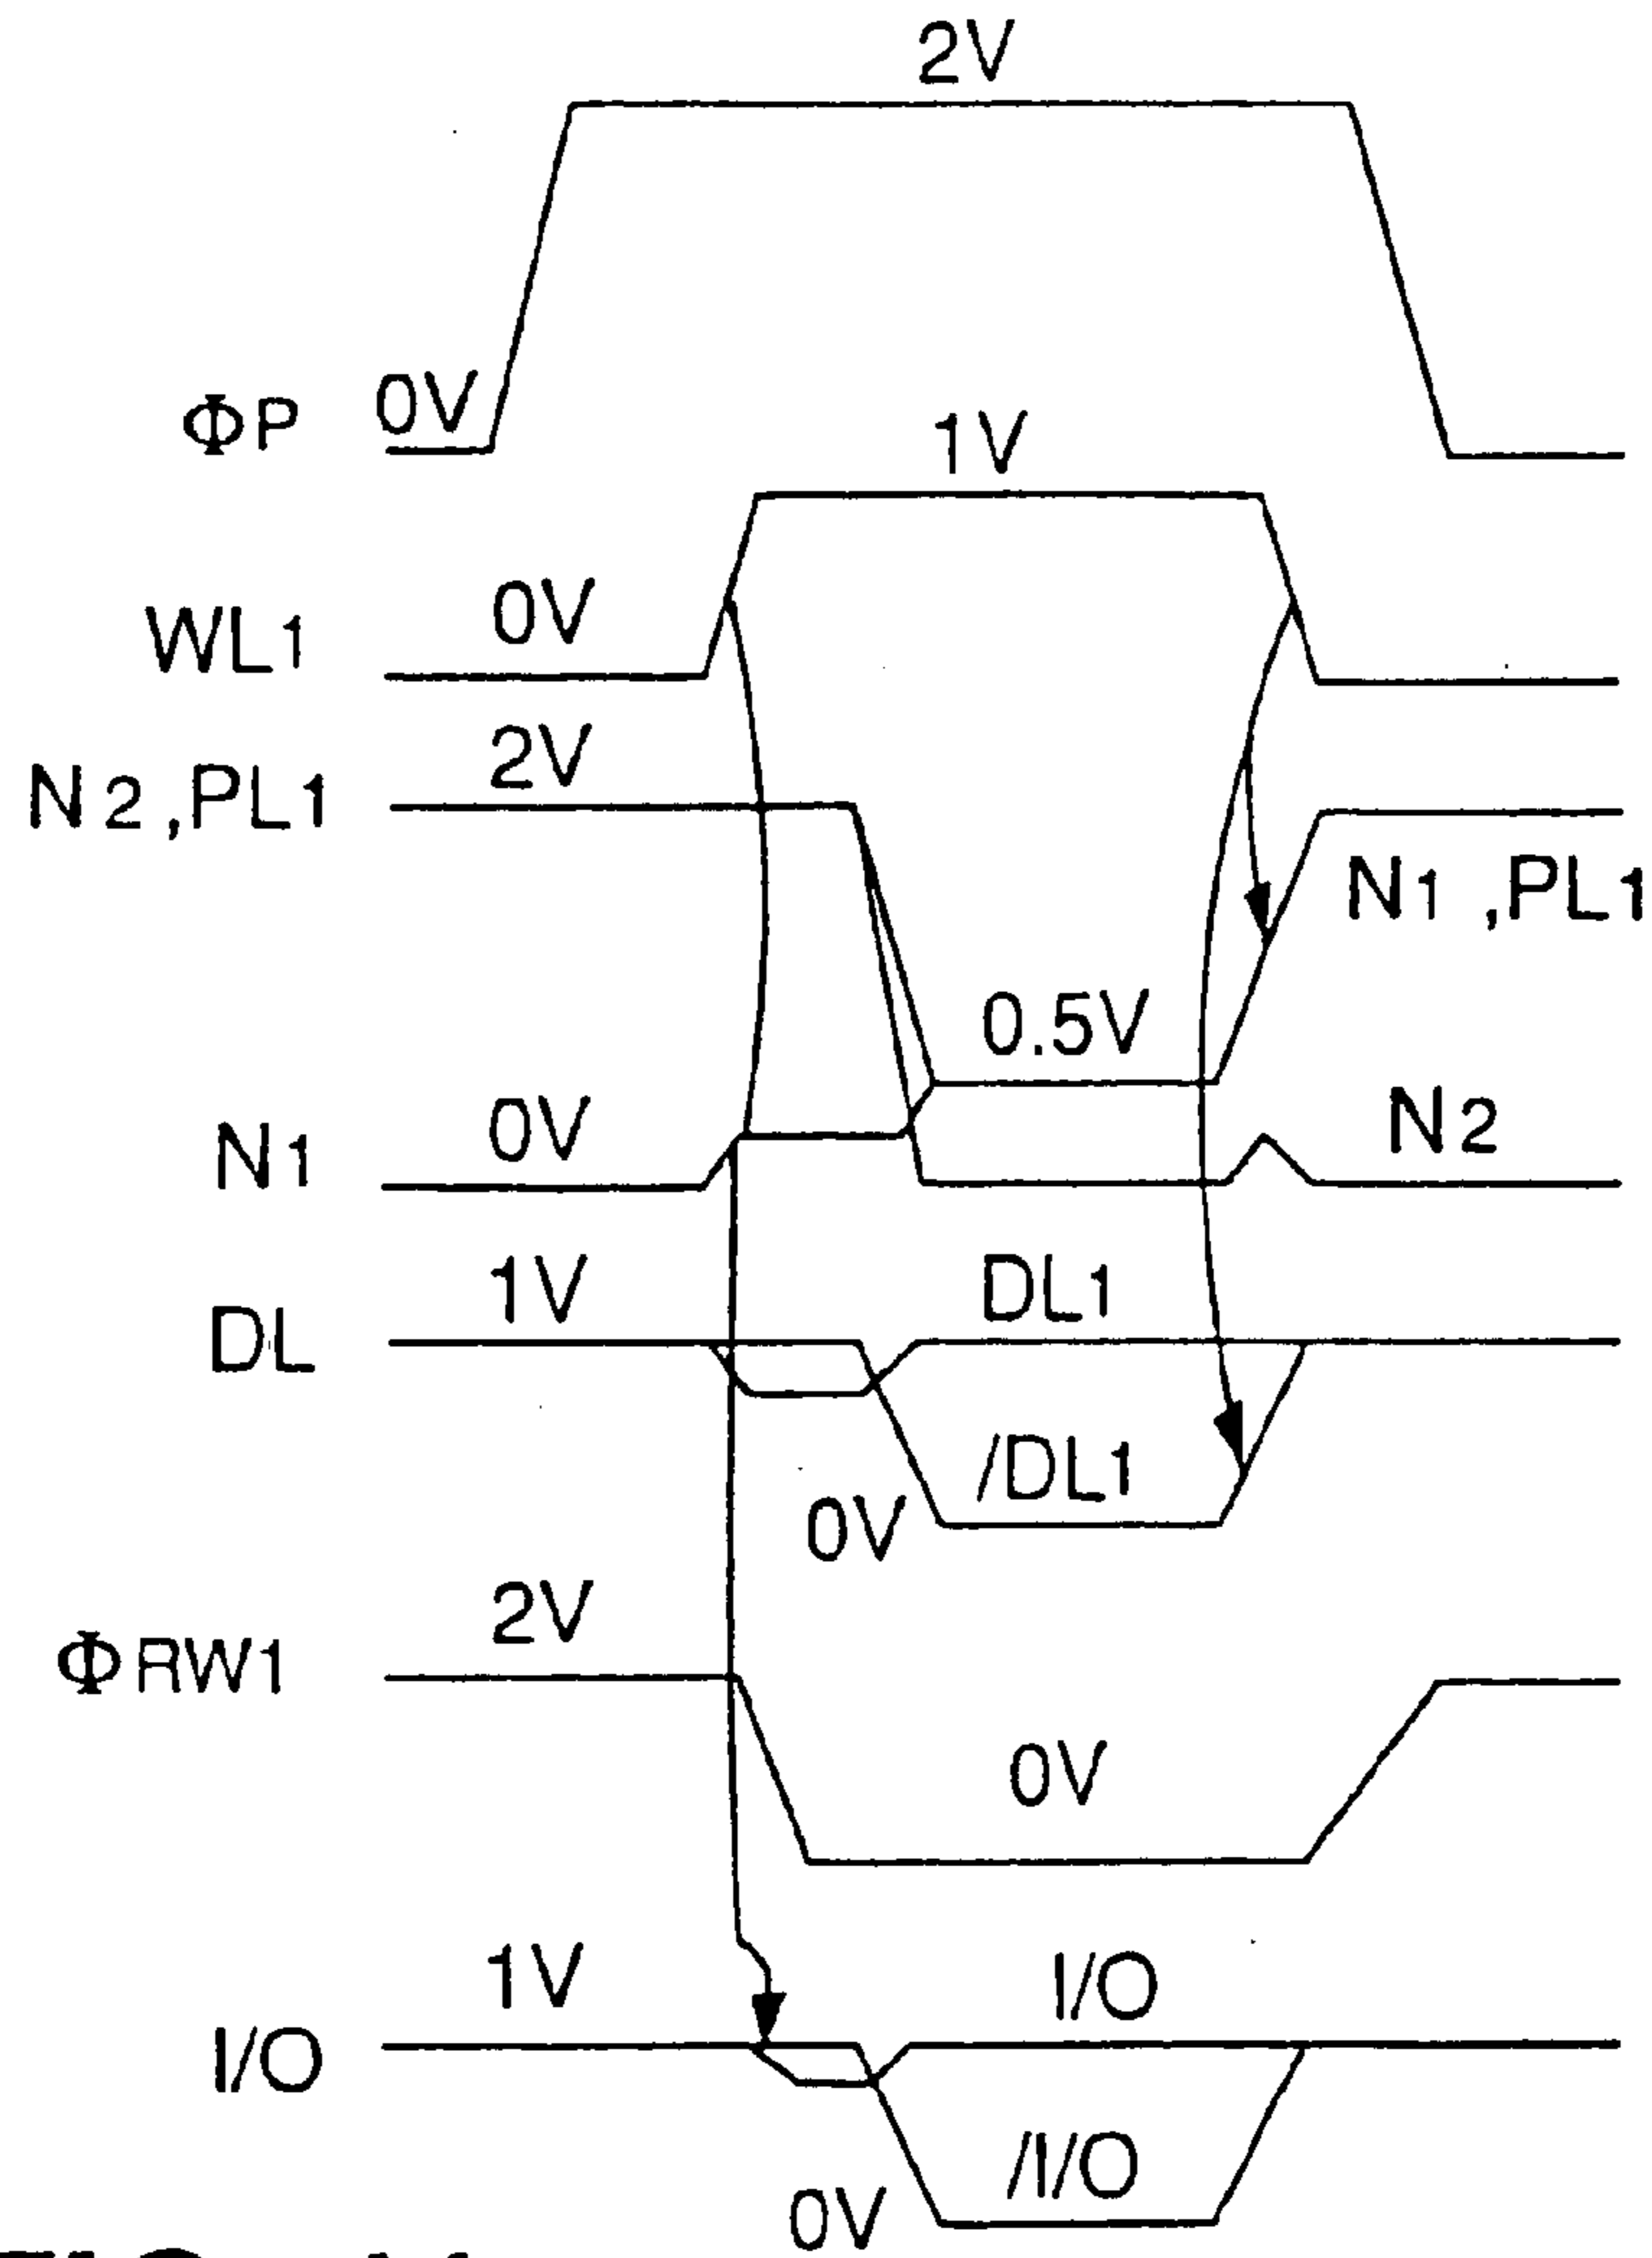 2V
ΦP 0V
1V
WL1 0V
N2,PL1 2V
N1,PL1
0.5V
N1 0V
N2
DL 1V
DL1
/DL1
0V
ΦRW1 2V
0V
I/O 1V
I/O
/I/O
0V